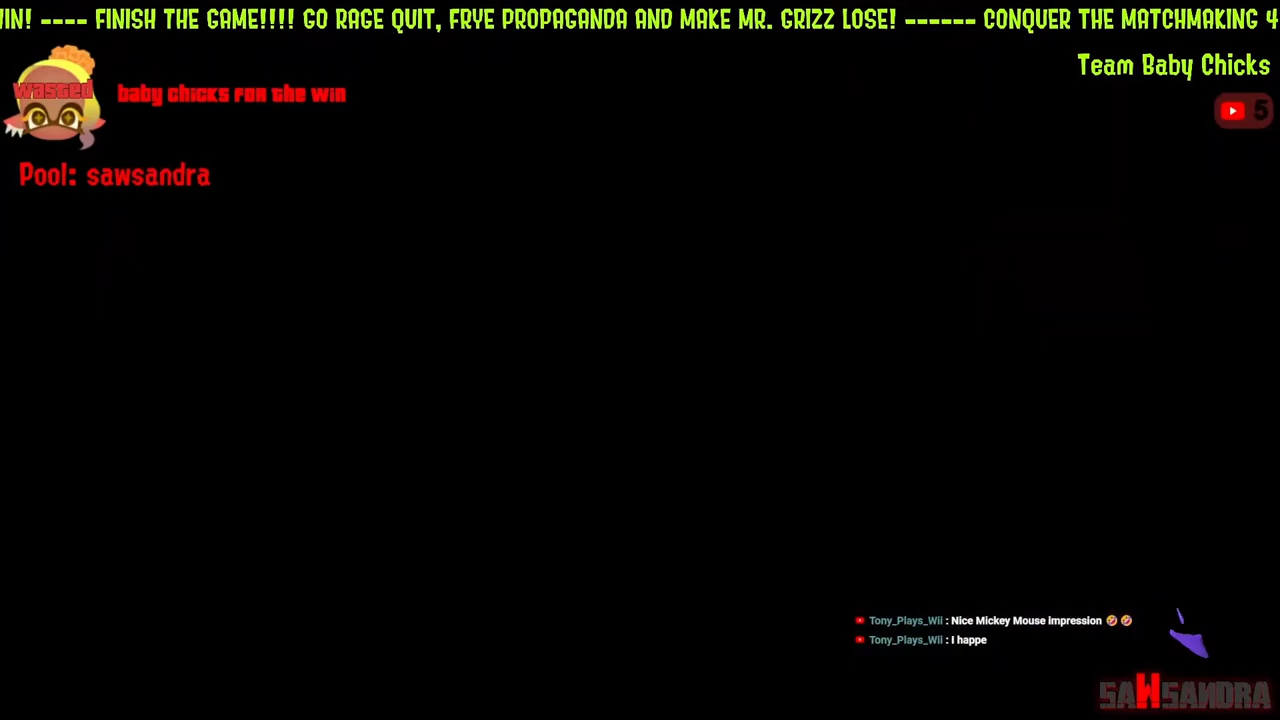 WIN! ---- FINISH THE GAME!!!! GO RAGE QUIT, FRYE PROPAGANDA AND MAKE MR. GRIZZ LOSE! ------ CONQUER THE MATCHMAKING 4
Team Baby Chicks
wasted
baby chicks for the win
5
Pool: sawsandra
Tony_Plays_Wii : Nice Mickey Mouse impression 🤣🤣
Tony_Plays_Wii : I happe
SAWSANDRA